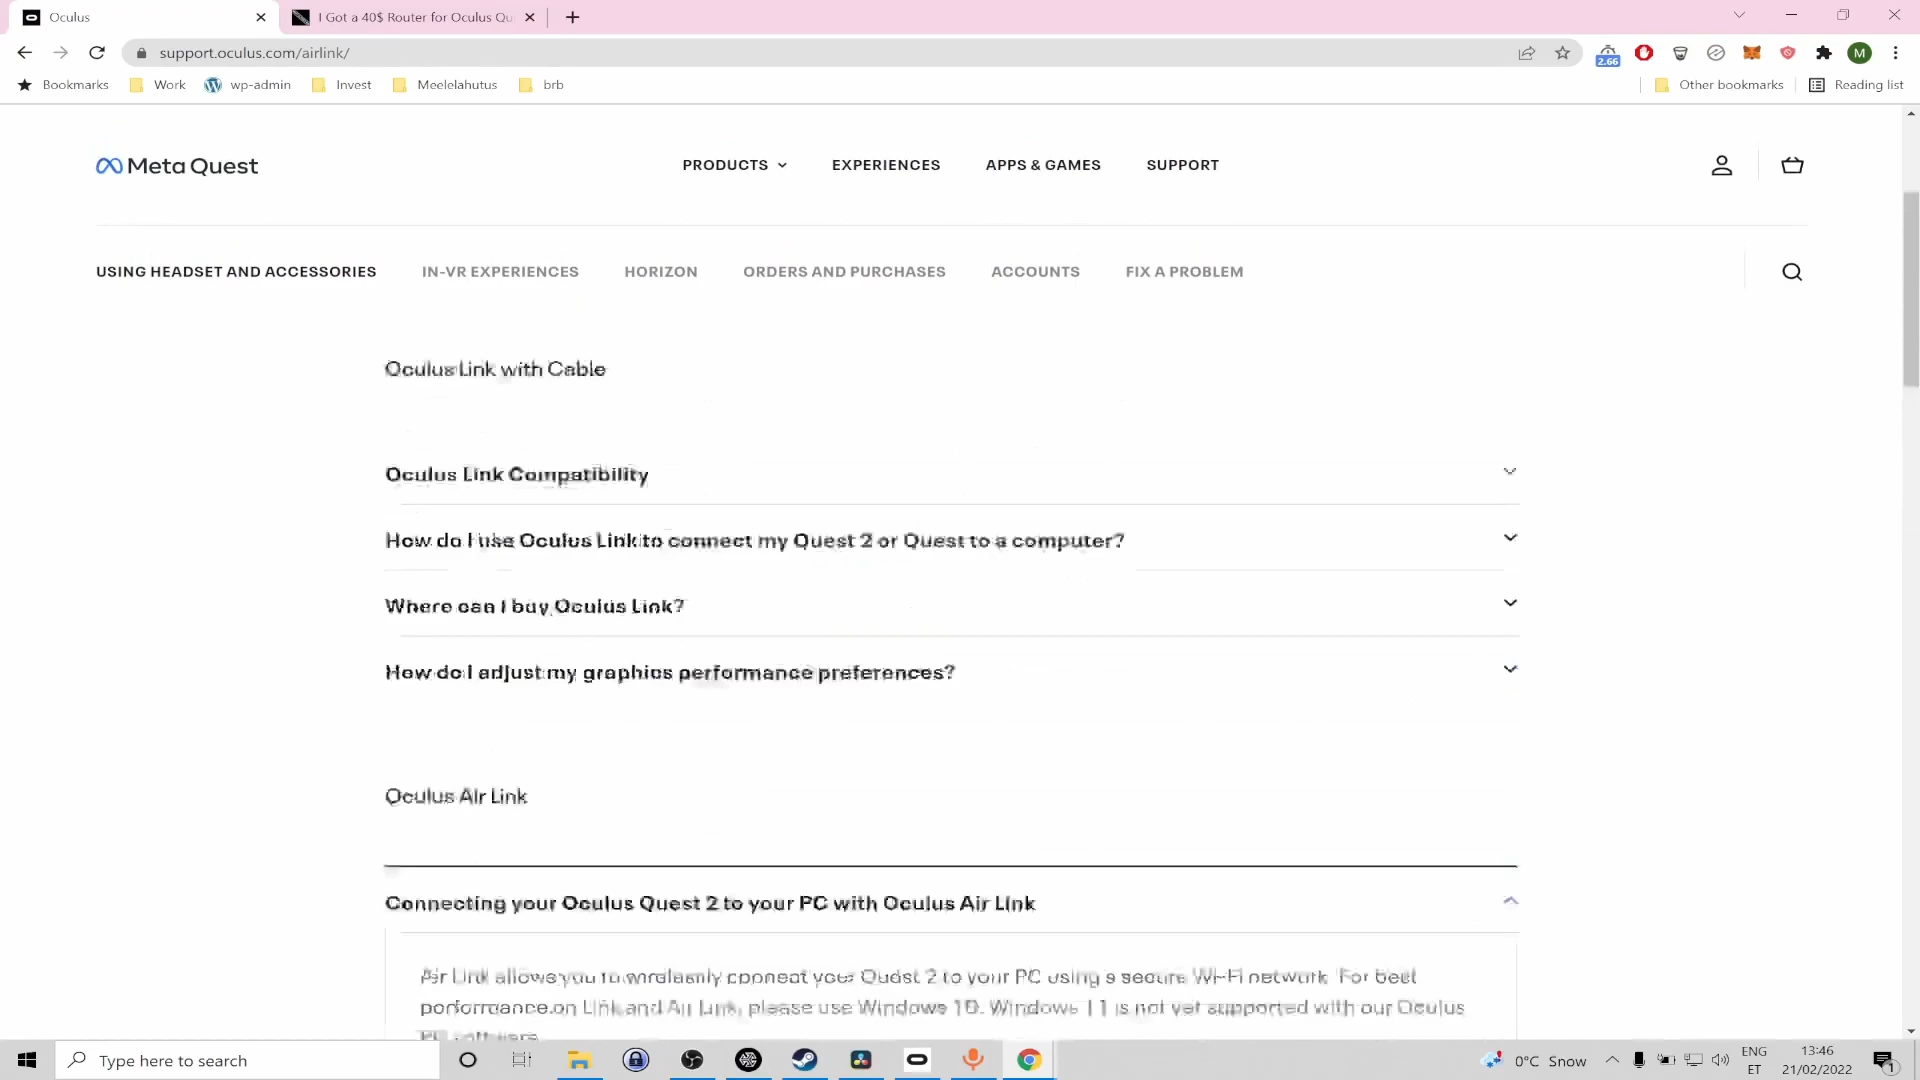 Oculus
I Got a 40$ Router for Oculus Qu
support.oculus.com/airlink/
2.66
M
Bookmarks
Work
wp-admin
Invest
Meelelahutus
brb
Other bookmarks
Reading list
Meta Quest
PRODUCTS
EXPERIENCES
APPS & GAMES
SUPPORT
USING HEADSET AND ACCESSORIES
IN-VR EXPERIENCES
HORIZON
ORDERS AND PURCHASES
ACCOUNTS
FIX A PROBLEM
Oculus Link with Cable
Oculus Link Compatibility
How do I use Oculus Link to connect my Quest 2 or Quest to a computer?
Where can I buy Oculus Link?
How do I adjust my graphics performance preferences?
Oculus Air Link
Connecting your Oculus Quest 2 to your PC with Oculus Air Link
Air Link allows you to wirelessly connect your Quest 2 to your PC using a secure Wi-Fi network. For best
performance on Link and Air Link, please use Windows 10. Windows 11 is not yet supported with our Oculus
PC software.
Type here to search
0°C Snow
ENG
ET
13:46
21/02/2022
1